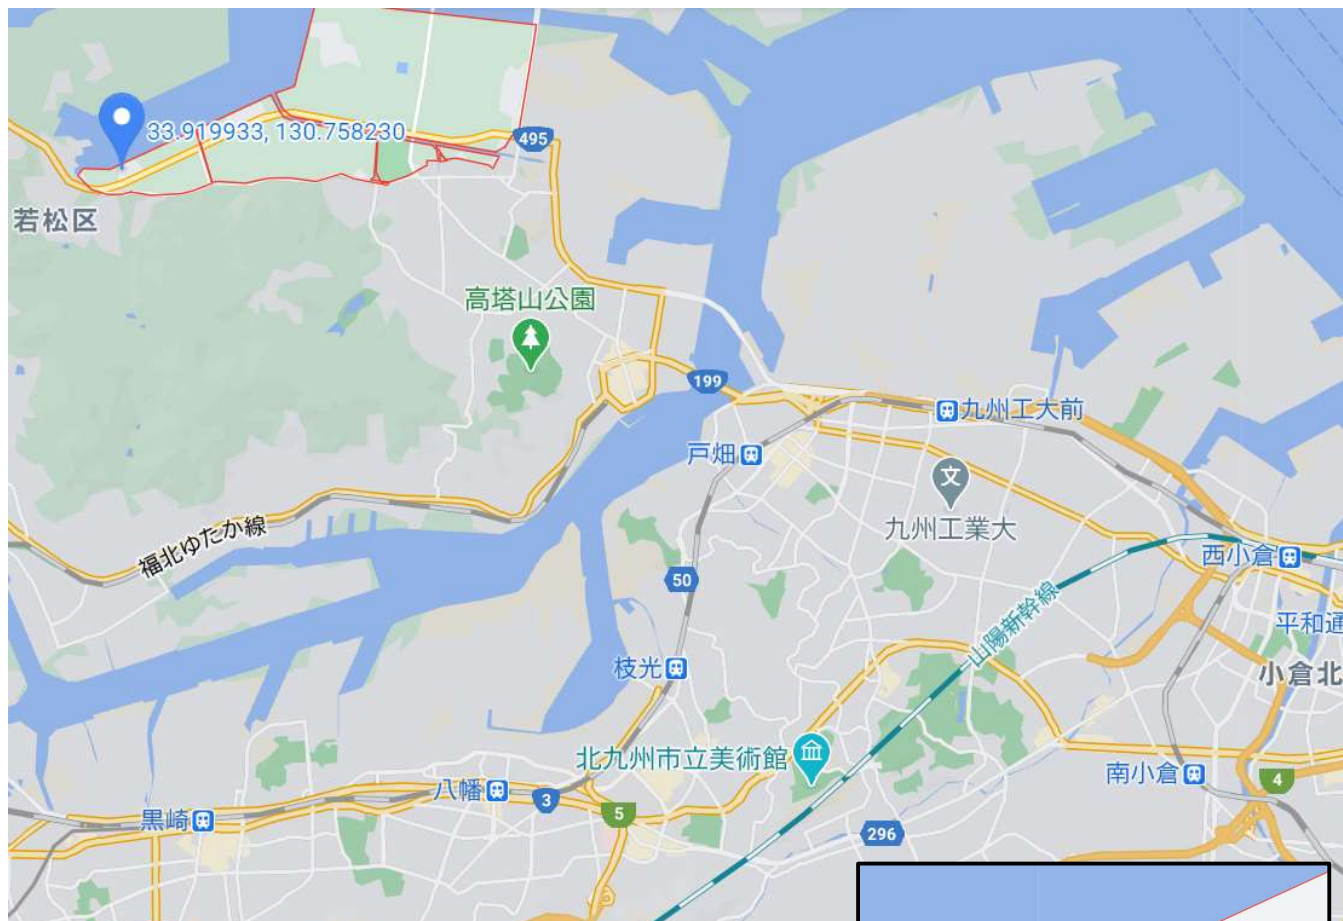 33.919933, 130.758230
495
若松区
高塔山公園
199
九州工大前
戸畑
九州工業大
福北ゆたか線
50
西小倉
山陽新幹線
平和通
枝光
小倉北
北九州市立美術館
八幡
3
南小倉
4
黒崎
5
296